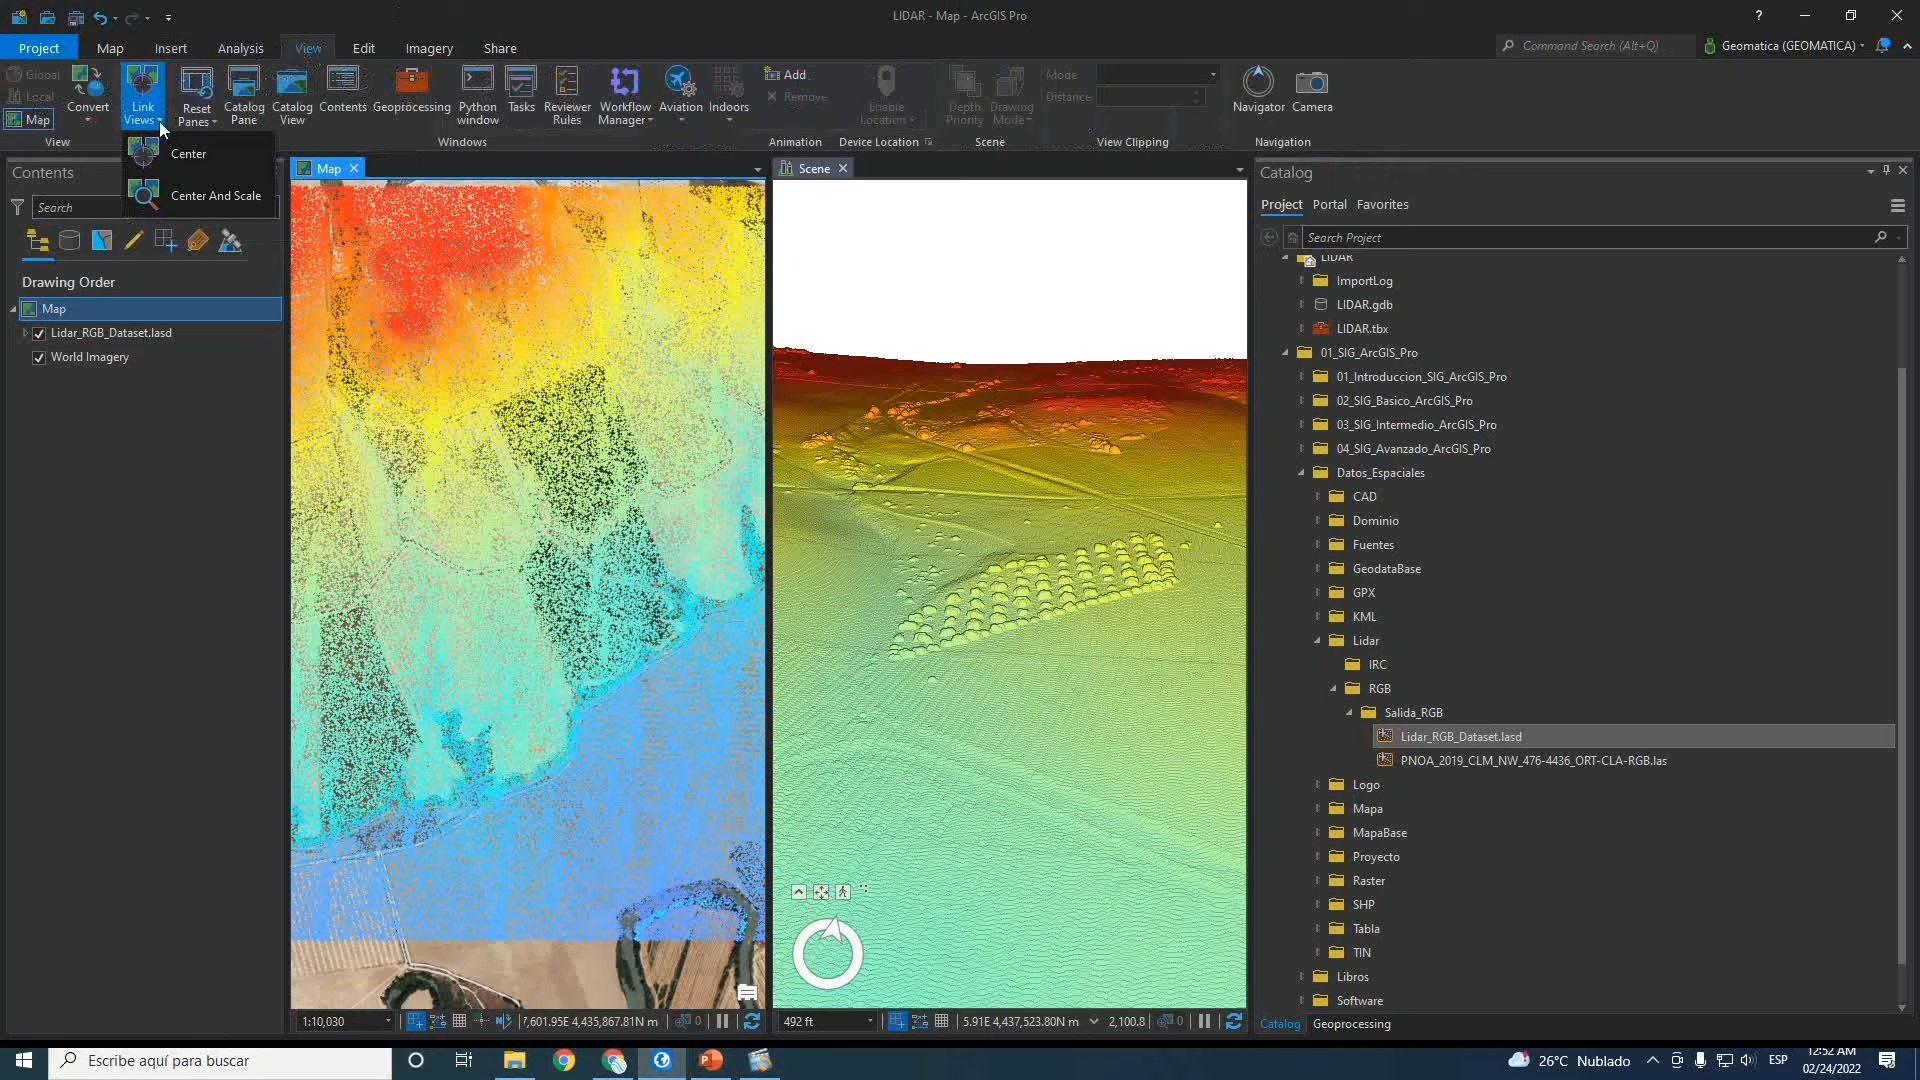 LIDAR - Map - ArcGIS Pro
Project Map Insert Analysis View Edit Imagery Share
Command Search (Alt+Q)
Geomatica (GEOMATICA)
Global
Local
Map
Convert
Link Views
Reset Panes
Catalog Pane
Catalog View
Contents
Geoprocessing
Python window
Tasks
Reviewer Rules
Workflow Manager
Aviation
Indoors
Add
Remove
Enable Location
Depth Priority
Drawing Mode
Mode
Distance
Navigator
Camera
View
Windows
Animation
Device Location
Scene
View Clipping
Navigation
Center
Center And Scale
Contents
Search
Drawing Order
Map
Lidar_RGB_Dataset.lasd
World Imagery
Map
Scene
1:10,030
7,601.95E 4,435,867.81N m
0
492 ft
5.91E 4,437,523.80N m
2,100.8
0
Catalog
Project Portal Favorites
Search Project
LIDAR
ImportLog
LIDAR.gdb
LIDAR.tbx
01_SIG_ArcGIS_Pro
01_Introduccion_SIG_ArcGIS_Pro
02_SIG_Basico_ArcGIS_Pro
03_SIG_Intermedio_ArcGIS_Pro
04_SIG_Avanzado_ArcGIS_Pro
Datos_Espaciales
CAD
Dominio
Fuentes
GeodataBase
GPX
KML
Lidar
IRC
RGB
Salida_RGB
Lidar_RGB_Dataset.lasd
PNOA_2019_CLM_NW_476-4436_ORT-CLA-RGB.las
Logo
Mapa
MapaBase
Proyecto
Raster
SHP
Tabla
TIN
Libros
Software
Catalog Geoprocessing
Escribe aquí para buscar
26°C Nublado
ESP
12:52 AM
02/24/2022